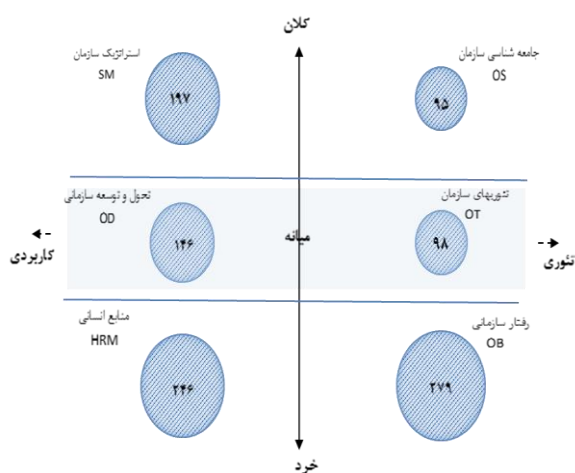 کلان
جامعه شناسی سازمان
OS
۹۵
استراتژیک سازمان
SM
۱۹۷
تئوریهای سازمان
OT
۹۸
تحول و توسعه سازمانی
OD
۱۴۶
میانه
تئوری
کاربردی
رفتار سازمانی
OB
۲۷۹
منابع انسانی
HRM
۲۴۶
خرد